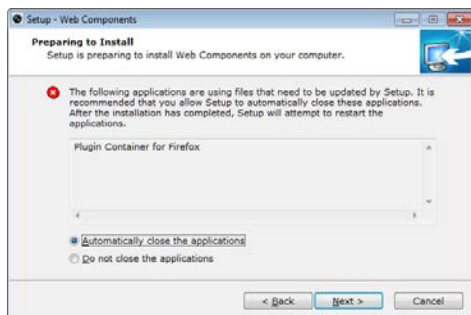 Setup - Web Components
Preparing to Install
Setup is preparing to install Web Components on your computer.
The following applications are using files that need to be updated by Setup. It is
recommended that you allow Setup to automatically close these applications.
After the installation has completed, Setup will attempt to restart the
applications.
Plugin Container for Firefox
Automatically close the applications
Do not close the applications
< Back
Next >
Cancel